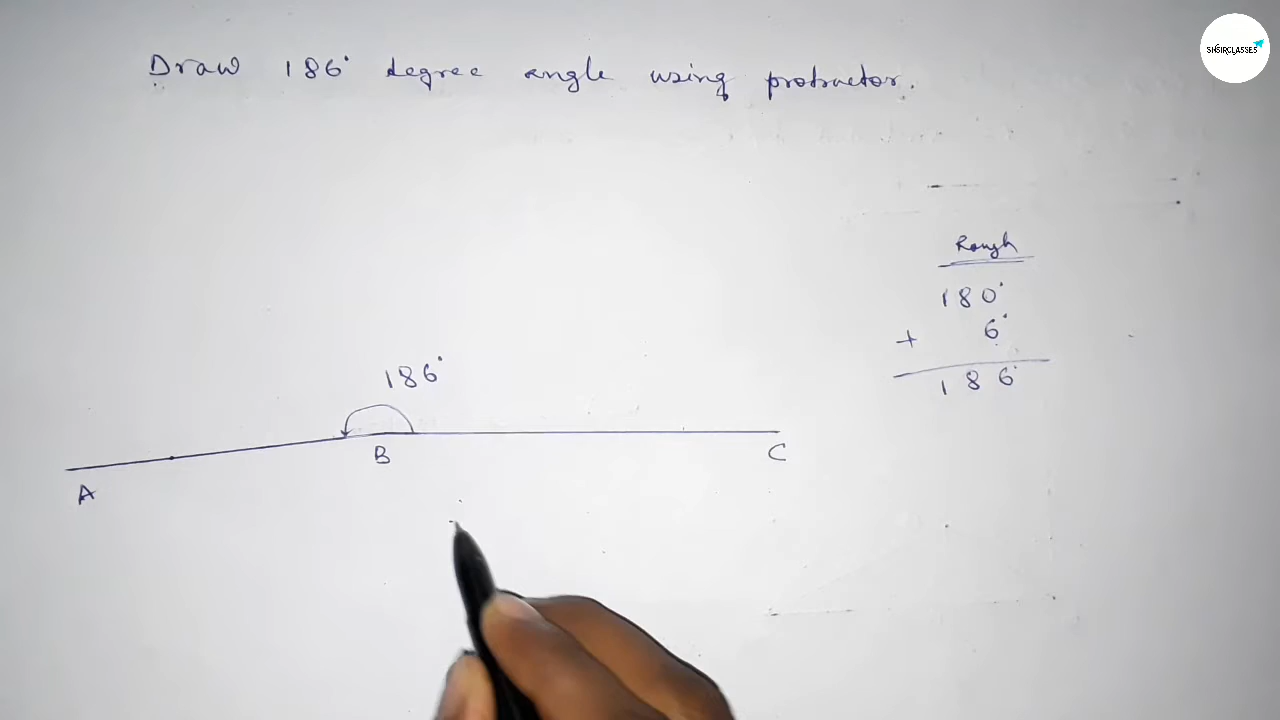 Draw 186° degree angle using protractor.
SHSIRCLASSES
Rough
180°
+ 6°
186°
186°
B
C
A